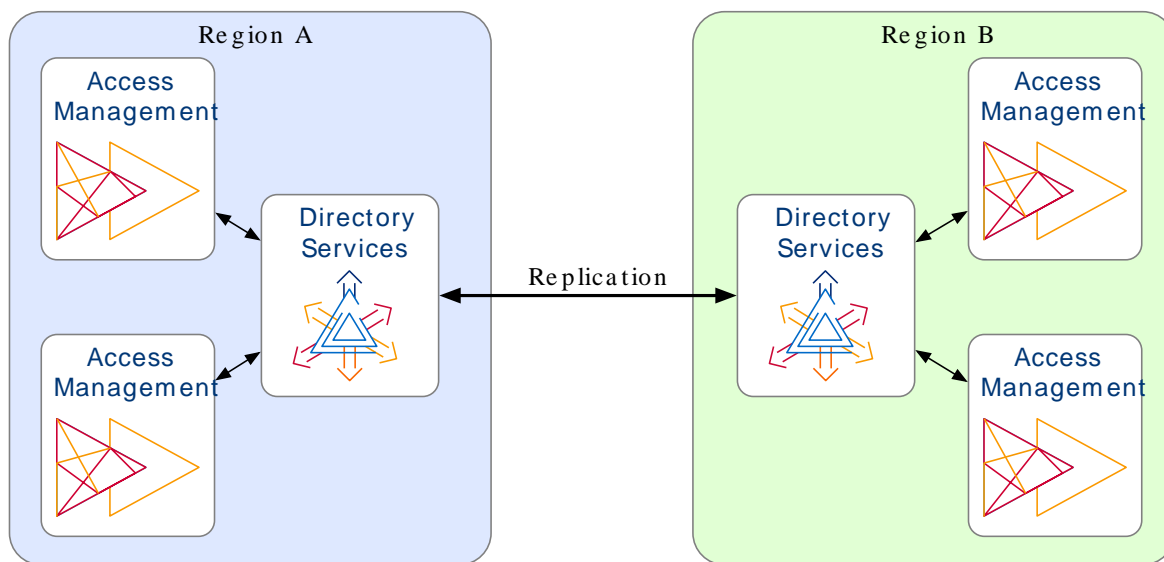 Region A
Access
Management
Directory
Services
Access
Management
Replication
Region B
Access
Management
Directory
Services
Access
Management